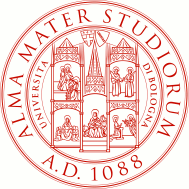 ALMA MATER STUDIORUM
A.D. 1088
UNIVERSITÀ
DI BOLOGNA